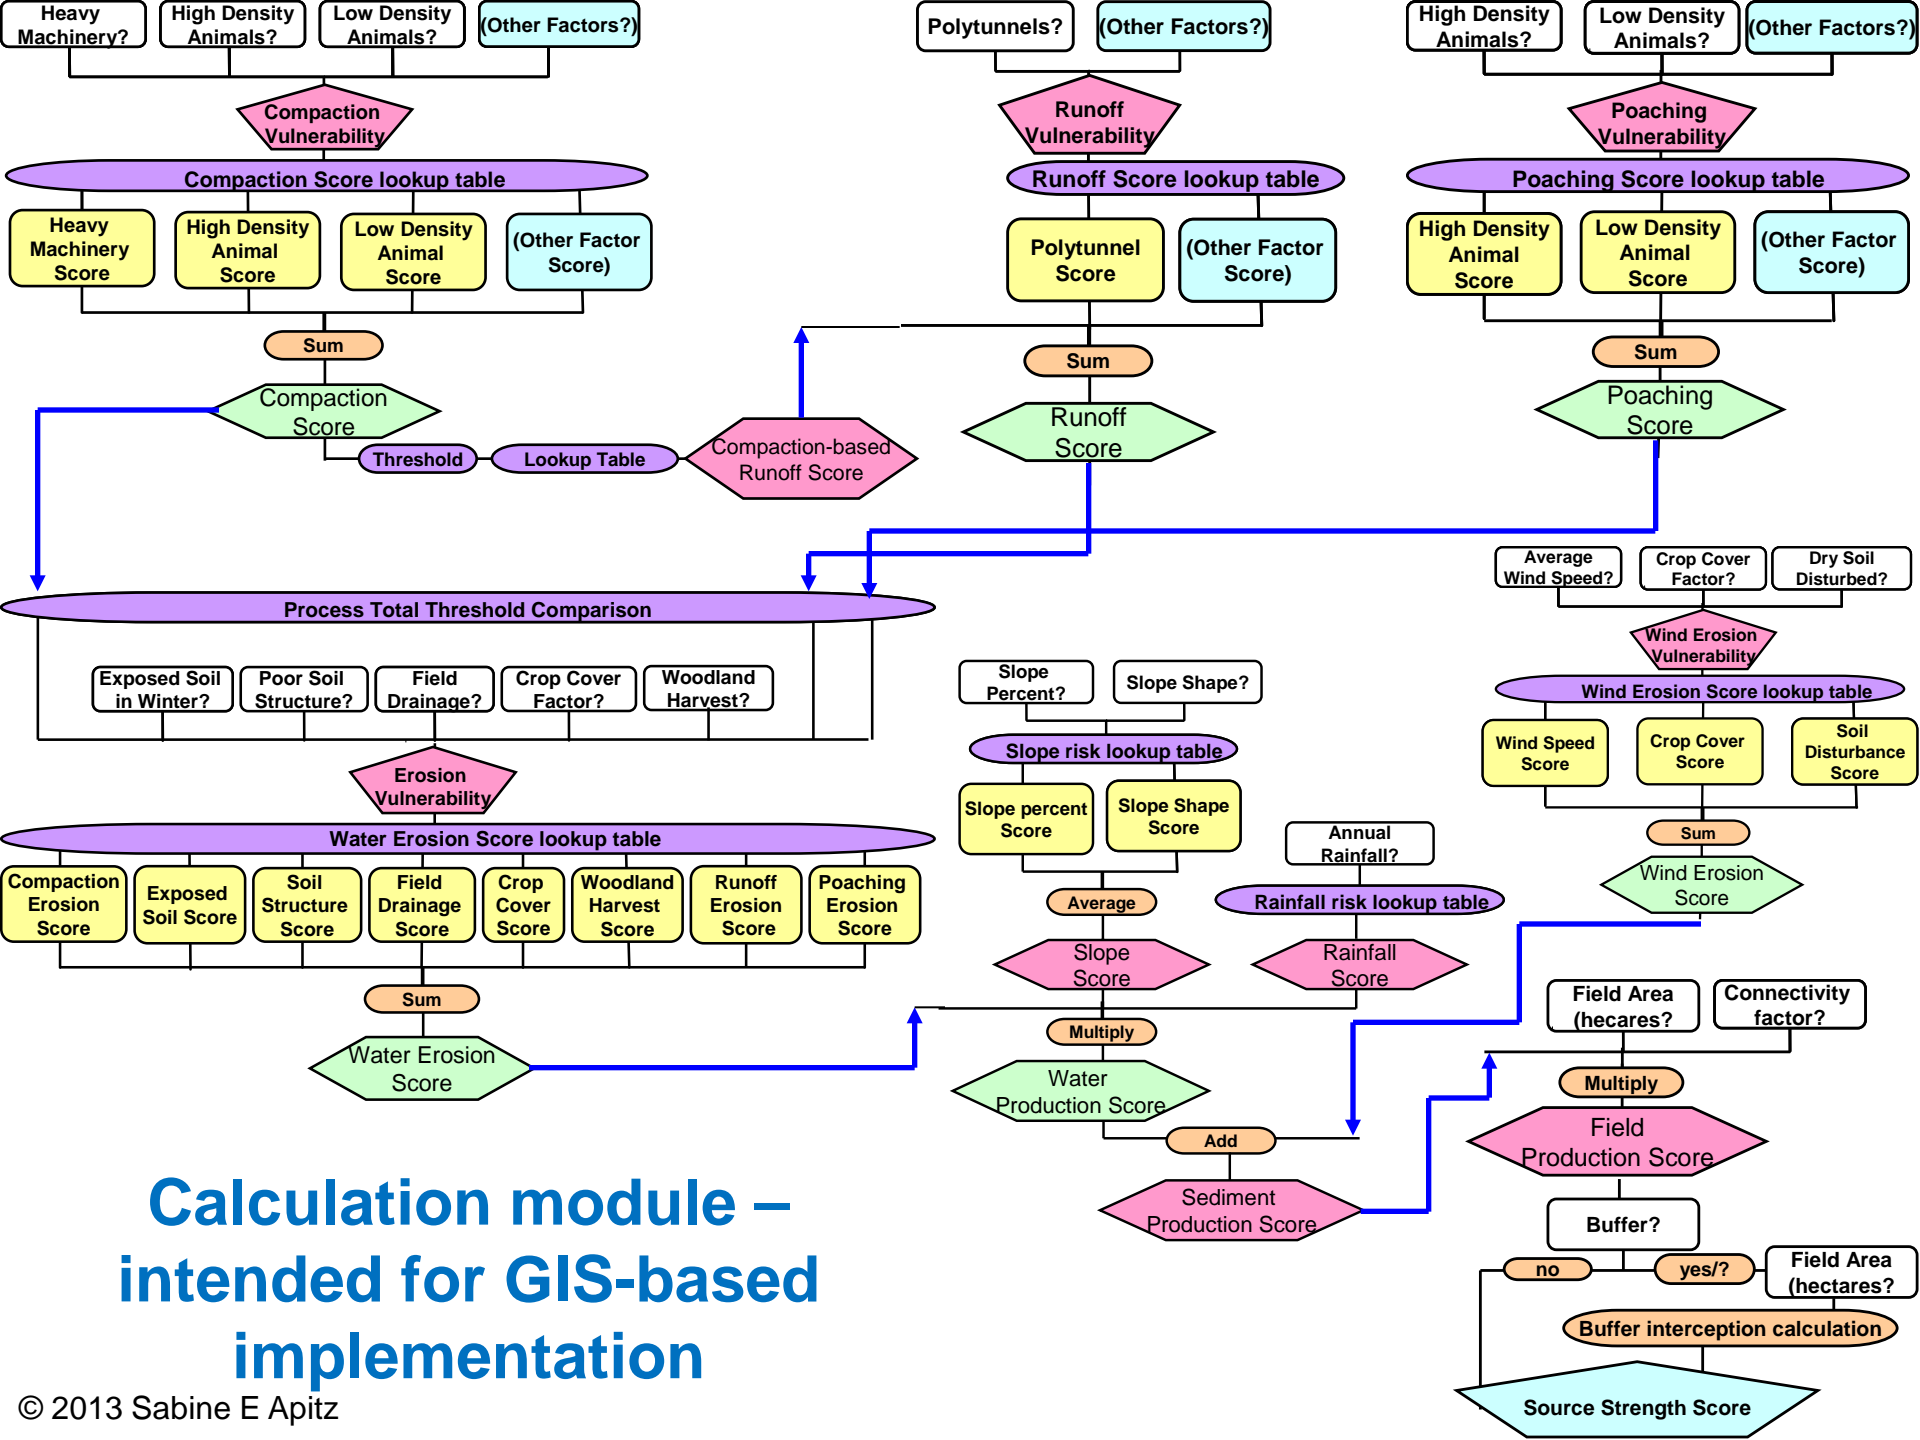 Heavy
Machinery?
High Density
Animals?
Low Density
Animals?
(Other Factors?)
Compaction
Vulnerability
Compaction Score lookup table
Heavy
Machinery
Score
High Density
Animal
Score
Low Density
Animal
Score
(Other Factor
Score)
Sum
Compaction
Score
Threshold
Lookup Table
Compaction-based
Runoff Score
Polytunnels?
(Other Factors?)
Runoff
Vulnerability
Runoff Score lookup table
Polytunnel
Score
(Other Factor
Score)
Sum
Runoff
Score
High Density
Animals?
Low Density
Animals?
(Other Factors?)
Poaching
Vulnerability
Poaching Score lookup table
High Density
Animal
Score
Low Density
Animal
Score
(Other Factor
Score)
Sum
Poaching
Score
Process Total Threshold Comparison
Exposed Soil
in Winter?
Poor Soil
Structure?
Field
Drainage?
Crop Cover
Factor?
Woodland
Harvest?
Erosion
Vulnerability
Water Erosion Score lookup table
Compaction
Erosion
Score
Exposed
Soil Score
Soil
Structure
Score
Field
Drainage
Score
Crop
Cover
Score
Woodland
Harvest
Score
Runoff
Erosion
Score
Poaching
Erosion
Score
Sum
Water Erosion
Score
Slope
Percent?
Slope Shape?
Slope risk lookup table
Slope percent
Score
Slope Shape
Score
Average
Slope
Score
Annual
Rainfall?
Rainfall risk lookup table
Rainfall
Score
Multiply
Water
Production Score
Add
Sediment
Production Score
Average
Wind Speed?
Crop Cover
Factor?
Dry Soil
Disturbed?
Wind Erosion
Vulnerability
Wind Erosion Score lookup table
Wind Speed
Score
Crop Cover
Score
Soil
Disturbance
Score
Sum
Wind Erosion
Score
Field Area
(hecares?
Connectivity
factor?
Multiply
Field
Production Score
Buffer?
no
yes/?
Field Area
(hectares?
Buffer interception calculation
Source Strength Score
Calculation module –
intended for GIS-based
implementation
© 2013 Sabine E Apitz